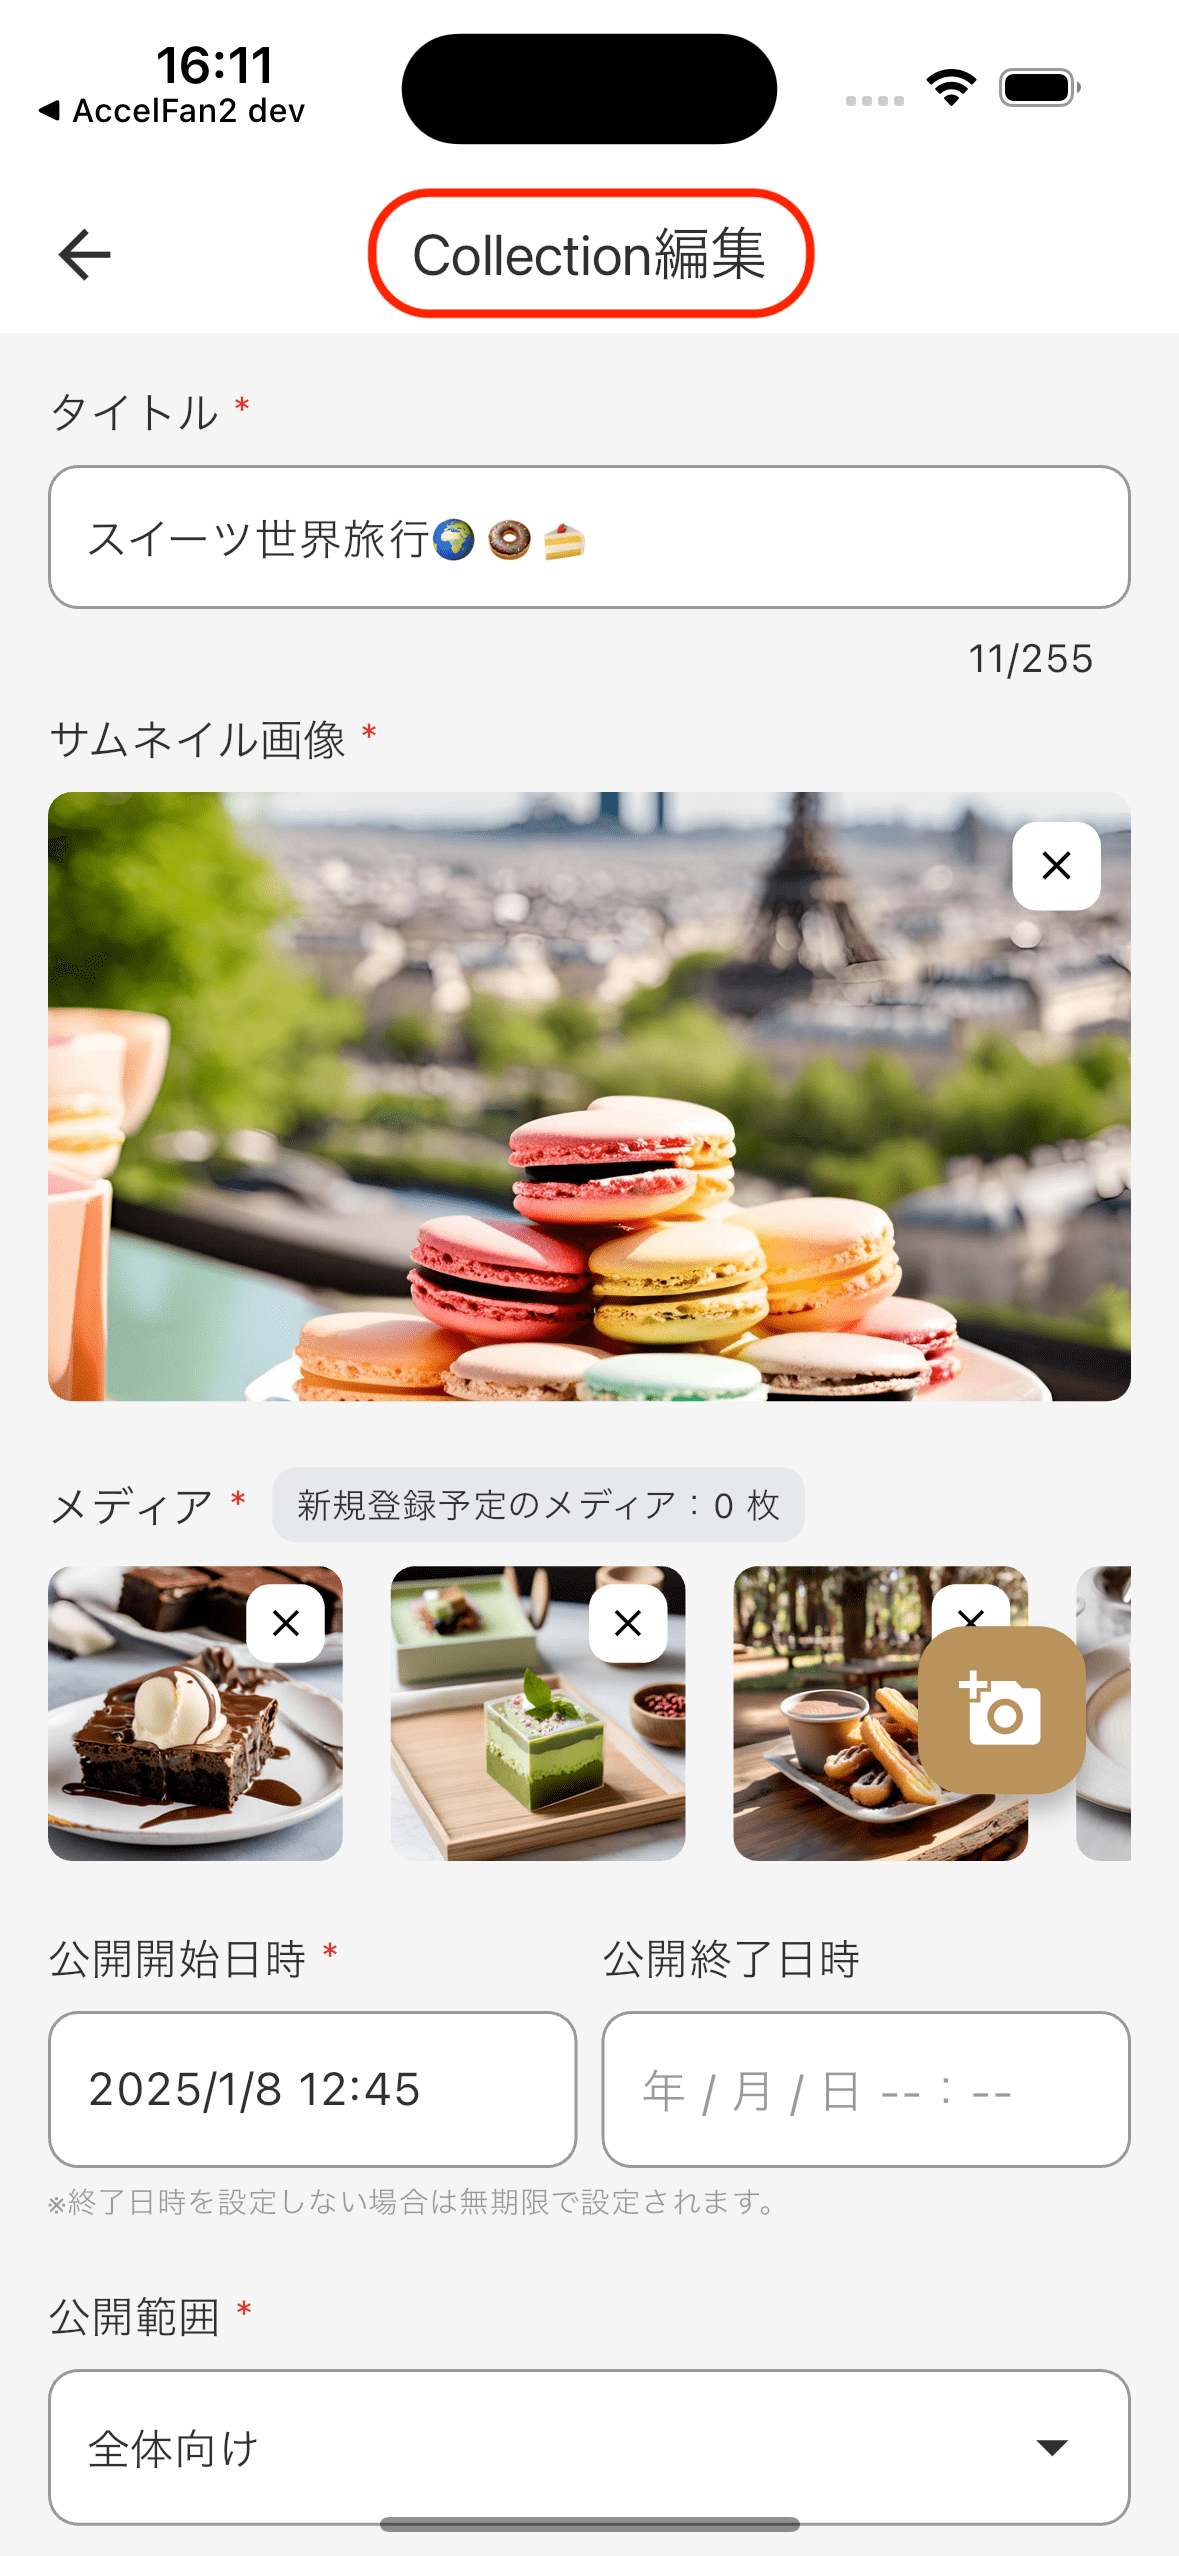 16:11
◀ AccelFan2 dev
Collection編集
タイトル *
スイーツ世界旅行🌍🍩🍰
11/255
サムネイル画像 *
メディア * 新規登録予定のメディア：0 枚
公開開始日時 * 公開終了日時
2025/1/8 12:45 年 / 月 / 日 -- : --
※終了日時を設定しない場合は無期限で設定されます。
公開範囲 *
全体向け